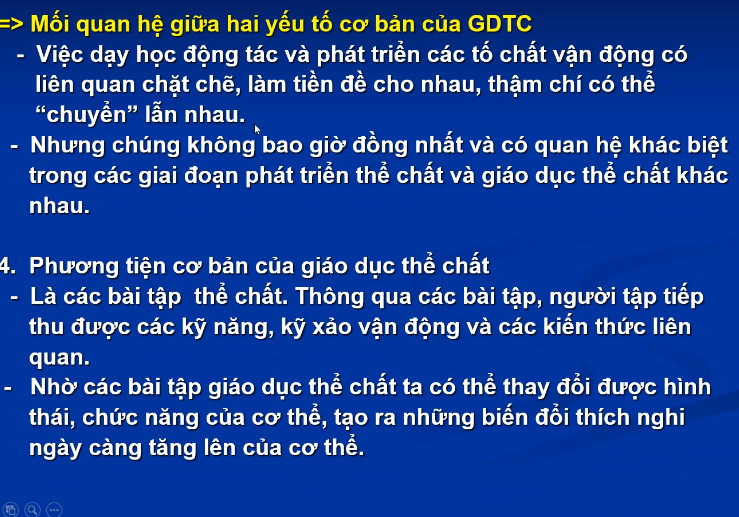 => Mối quan hệ giữa hai yếu tố cơ bản của GDTC
- Việc dạy học động tác và phát triển các tố chất vận động có
liên quan chặt chẽ, làm tiền đề cho nhau, thậm chí có thể
“chuyển” lẫn nhau.
- Nhưng chúng không bao giờ đồng nhất và có quan hệ khác biệt
trong các giai đoạn phát triển thể chất và giáo dục thể chất khác
nhau.
4. Phương tiện cơ bản của giáo dục thể chất
- Là các bài tập thể chất. Thông qua các bài tập, người tập tiếp
thu được các kỹ năng, kỹ xảo vận động và các kiến thức liên
quan.
- Nhờ các bài tập giáo dục thể chất ta có thể thay đổi được hình
thái, chức năng của cơ thể, tạo ra những biến đổi thích nghi
ngày càng tăng lên của cơ thể.